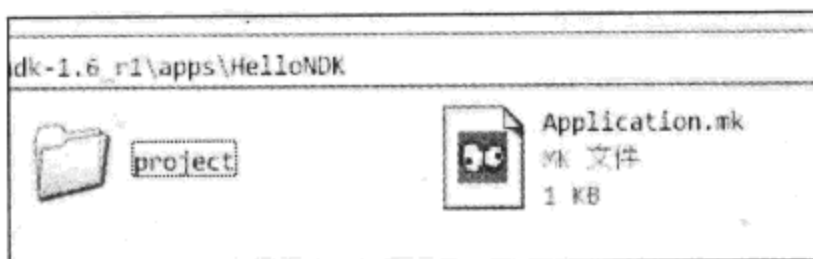 dk-1.6_r1\apps\HelloNDK
project
Application.mk
MK 文件
1 KB